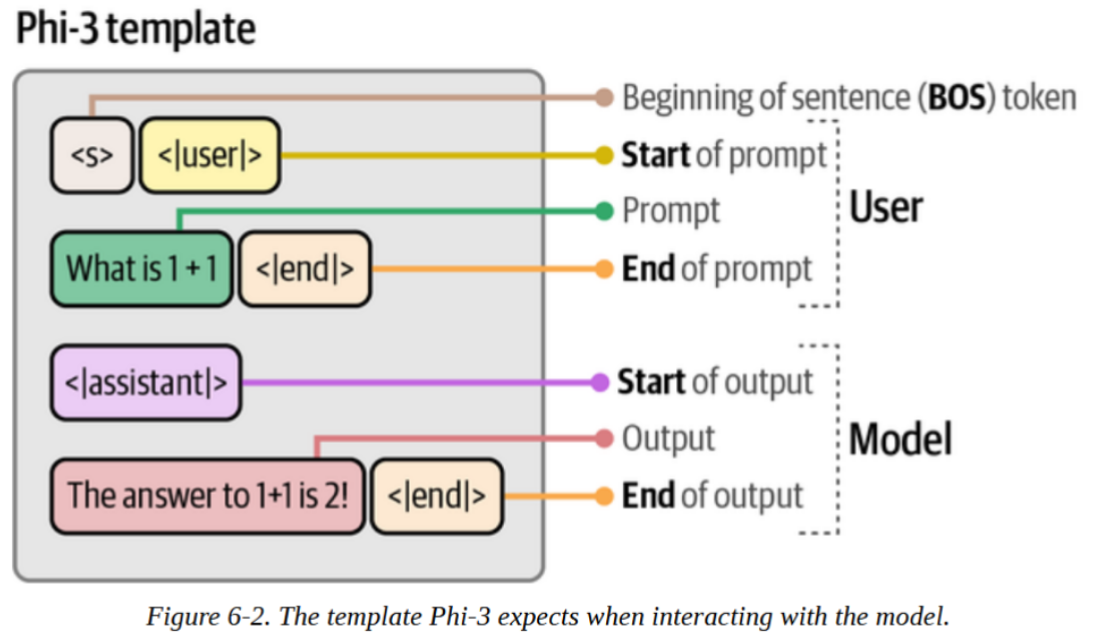 Phi-3 template
Beginning of sentence (BOS) token
<s> <|user|> Start of prompt
Prompt
User
What is 1 + 1 <|end|> End of prompt
<|assistant|> Start of output
Output
Model
The answer to 1+1 is 2! <|end|> End of output
Figure 6-2. The template Phi-3 expects when interacting with the model.